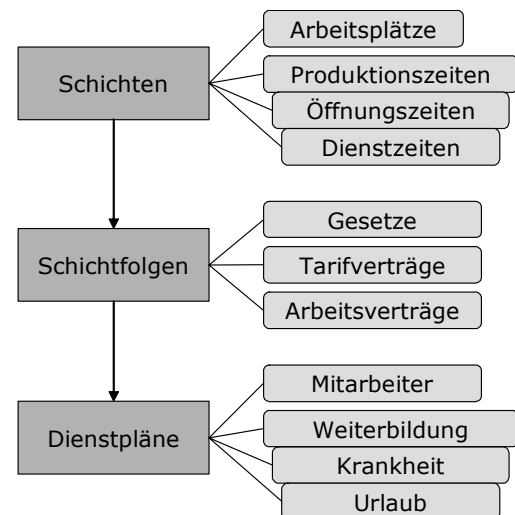 Schichten
Arbeitsplätze
Produktionszeiten
Öffnungszeiten
Dienstzeiten
Schichtfolgen
Gesetze
Tarifverträge
Arbeitsverträge
Dienstpläne
Mitarbeiter
Weiterbildung
Krankheit
Urlaub